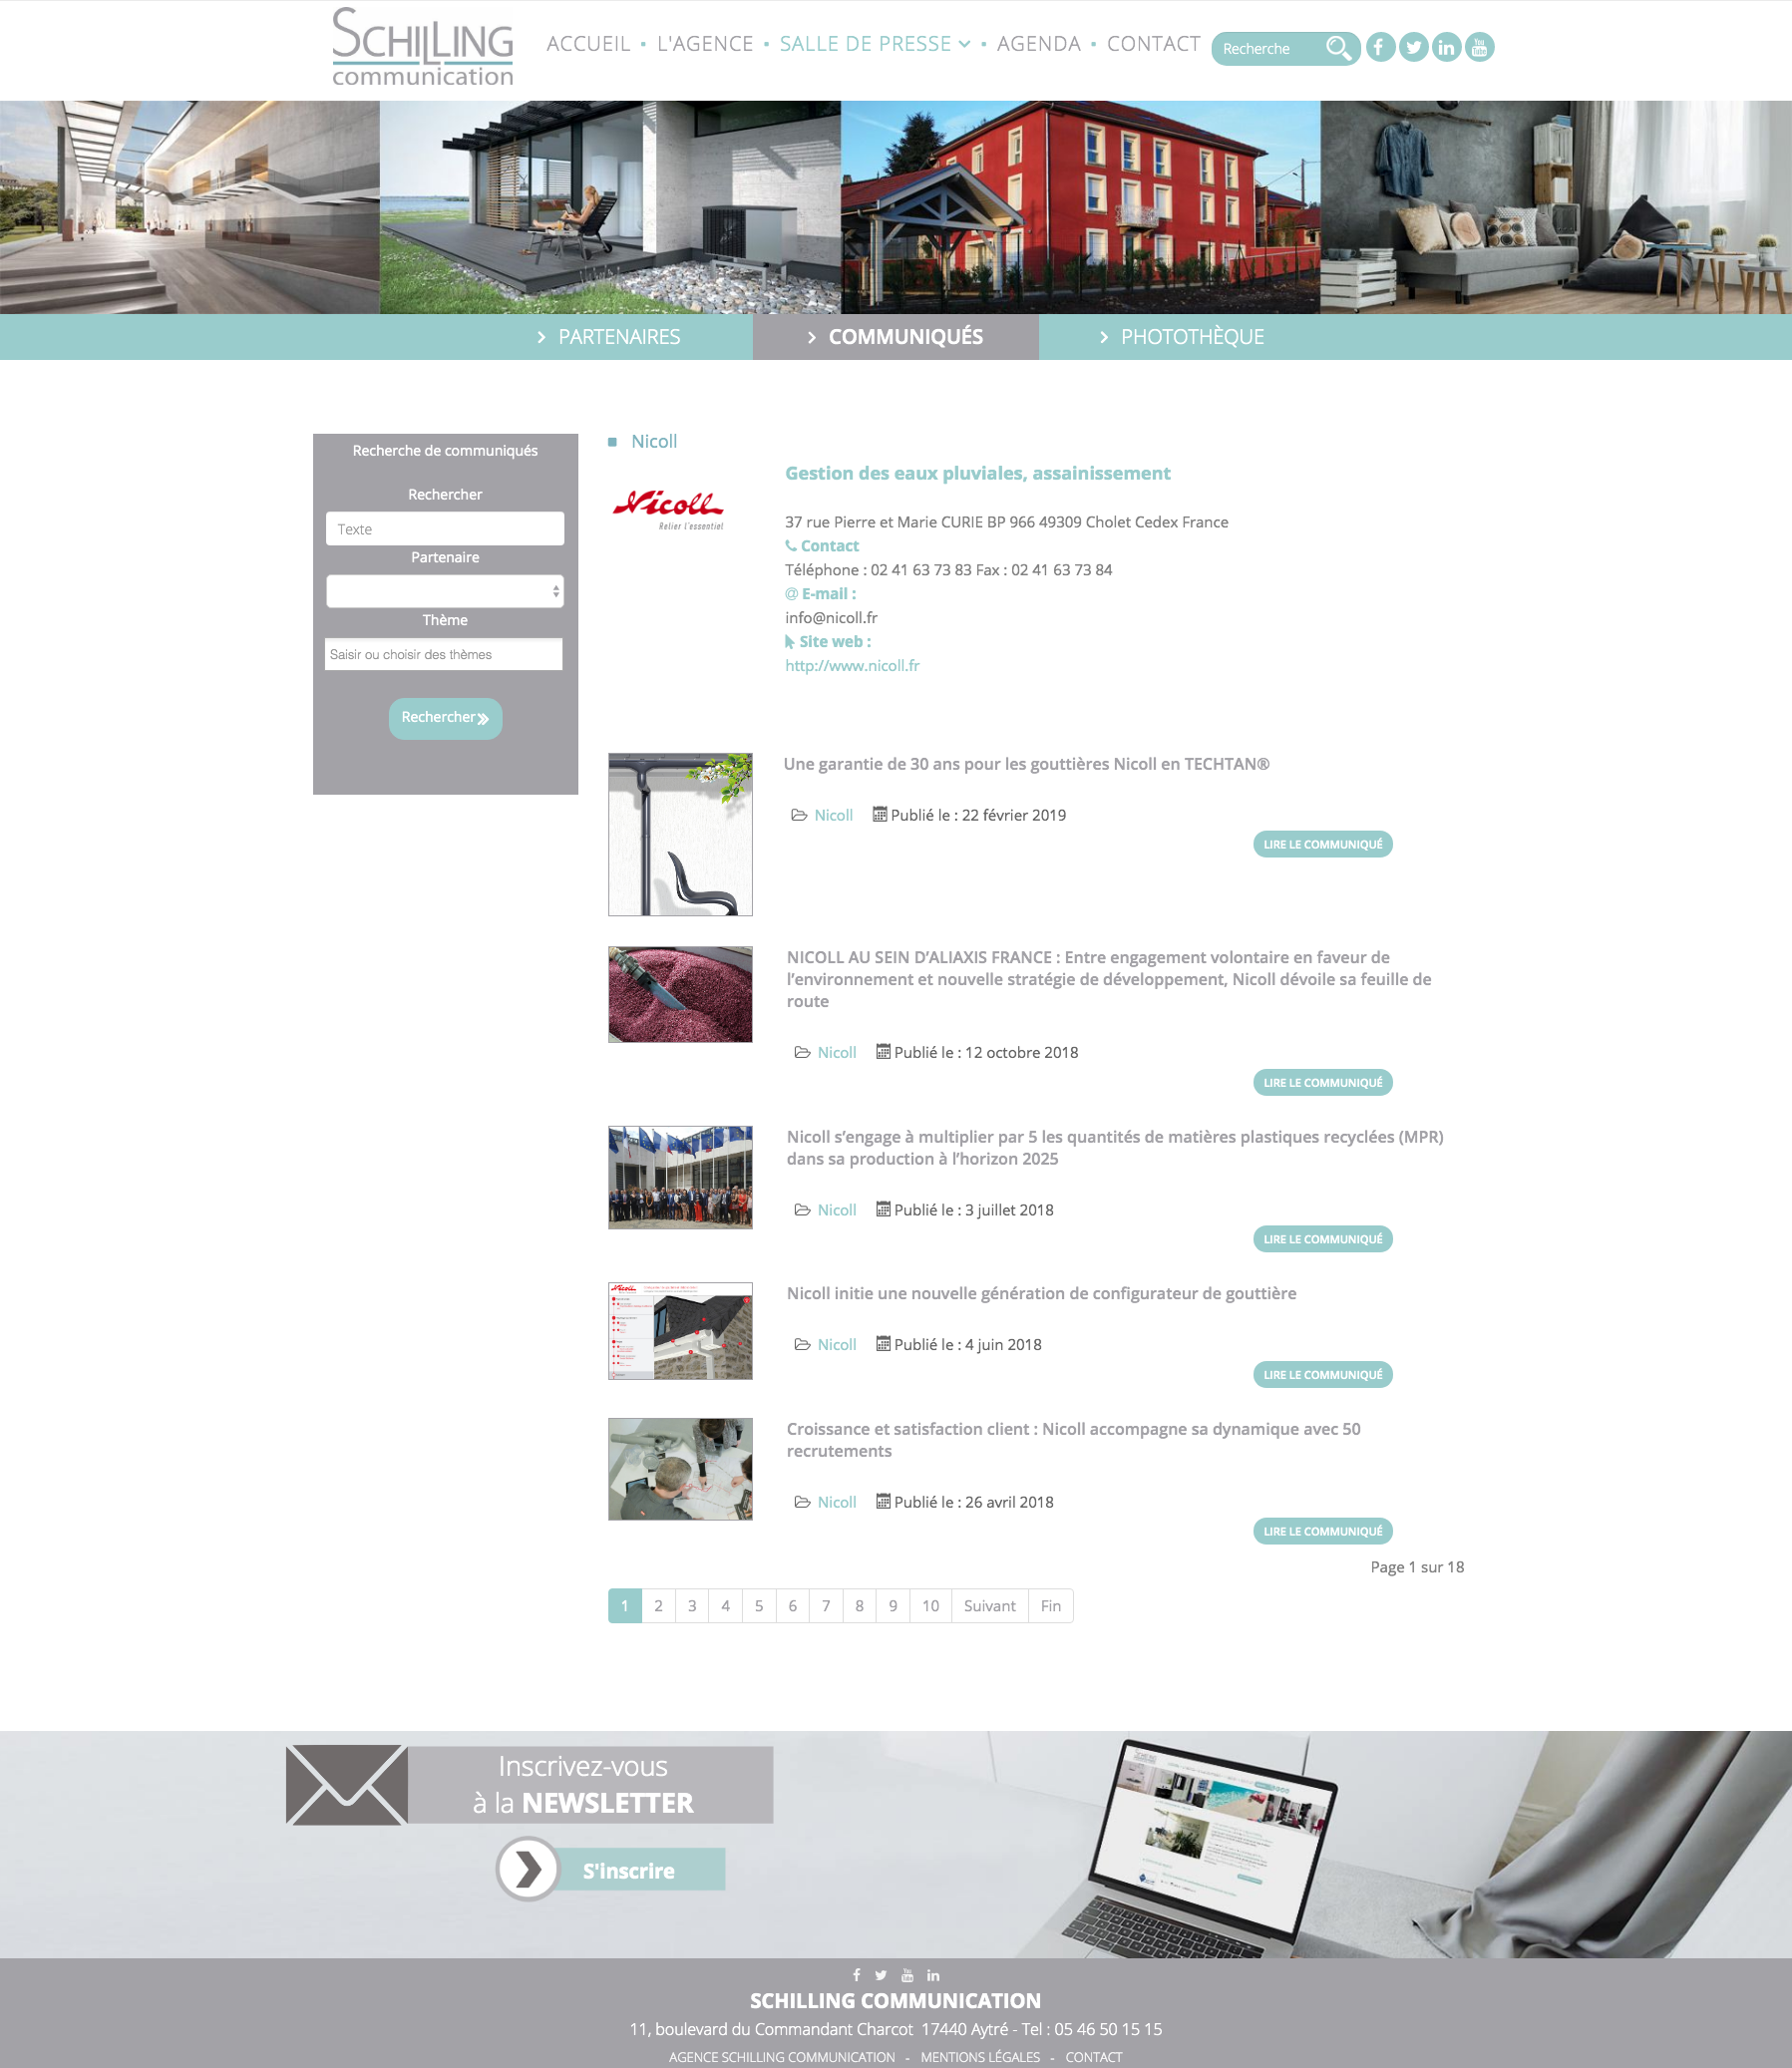 SCHILLING
communication
ACCUEIL ▪ L'AGENCE ▪ SALLE DE PRESSE ▪ AGENDA ▪ CONTACT
Recherche
PARTENAIRES
COMMUNIQUÉS
PHOTOTHÈQUE
Recherche de communiqués
Rechercher
Texte
Partenaire
Thème
Saisir ou choisir des thèmes
Rechercher
Nicoll
Nicoll
Relier l'essentiel
Gestion des eaux pluviales, assainissement
37 rue Pierre et Marie CURIE BP 966 49309 Cholet Cedex France
Contact
Téléphone : 02 41 63 73 83 Fax : 02 41 63 73 84
@ E-mail :
info@nicoll.fr
Site web :
http://www.nicoll.fr
Une garantie de 30 ans pour les gouttières Nicoll en TECHTAN®
Nicoll Publié le : 22 février 2019
LIRE LE COMMUNIQUÉ
NICOLL AU SEIN D’ALIAXIS FRANCE : Entre engagement volontaire en faveur de
l’environnement et nouvelle stratégie de développement, Nicoll dévoile sa feuille de
route
Nicoll Publié le : 12 octobre 2018
LIRE LE COMMUNIQUÉ
Nicoll s’engage à multiplier par 5 les quantités de matières plastiques recyclées (MPR)
dans sa production à l’horizon 2025
Nicoll Publié le : 3 juillet 2018
LIRE LE COMMUNIQUÉ
Nicoll
Nicoll initie une nouvelle génération de configurateur de gouttière
Nicoll Publié le : 4 juin 2018
LIRE LE COMMUNIQUÉ
Croissance et satisfaction client : Nicoll accompagne sa dynamique avec 50
recrutements
Nicoll Publié le : 26 avril 2018
LIRE LE COMMUNIQUÉ
Page 1 sur 18
1 2 3 4 5 6 7 8 9 10 Suivant Fin
Inscrivez-vous
à la NEWSLETTER
S'inscrire
SCHILLING COMMUNICATION
11, boulevard du Commandant Charcot 17440 Aytré - Tel : 05 46 50 15 15
AGENCE SCHILLING COMMUNICATION - MENTIONS LÉGALES - CONTACT